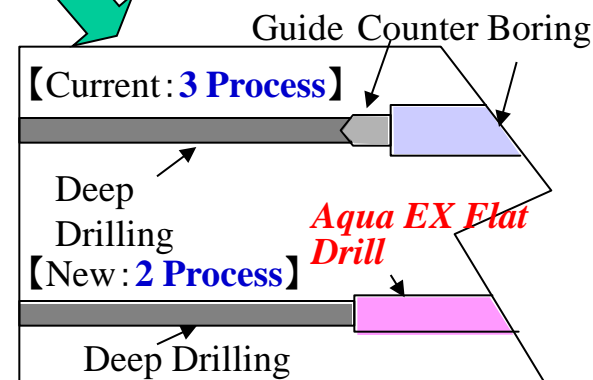 Guide Counter Boring
【Current：3 Process】
Deep
Drilling
Aqua EX Flat
Drill
【New：2 Process】
Deep Drilling